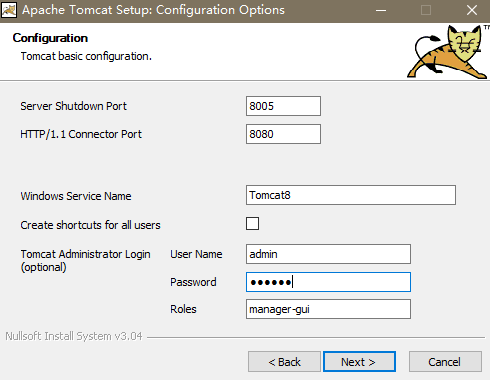 Apache Tomcat Setup: Configuration Options
Configuration
Tomcat basic configuration.
Server Shutdown Port 8005
HTTP/1.1 Connector Port 8080
Windows Service Name Tomcat8
Create shortcuts for all users
Tomcat Administrator Login User Name admin
(optional)
Password ●●●●●●
Roles manager-gui
Nullsoft Install System v3.04
< Back Next > Cancel